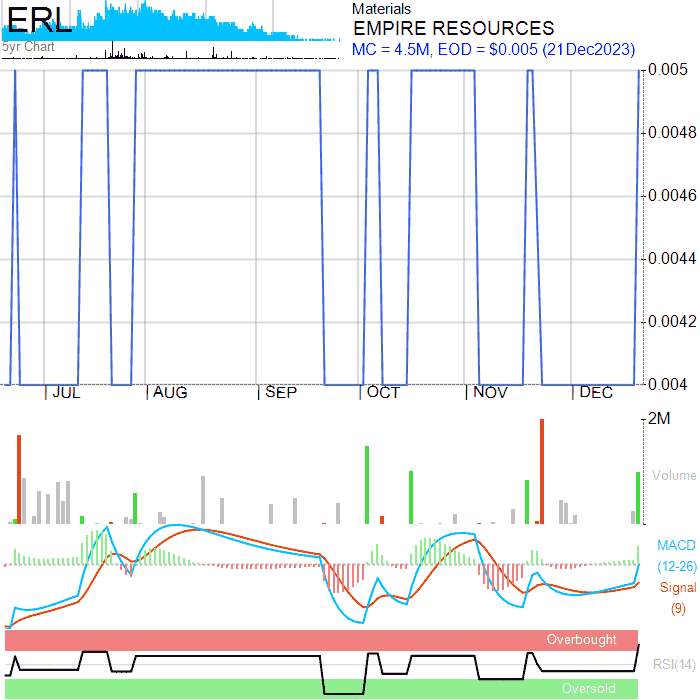 ERL
5yr Chart
Materials
EMPIRE RESOURCES
MC = 4.5M, EOD = $0.005 (21Dec2023)
0.005
0.0048
0.0046
0.0044
0.0042
0.004
JUL AUG SEP OCT NOV DEC
2M
Volume
MACD
(12-26)
Signal
(9)
Overbought
RSI(14)
Oversold